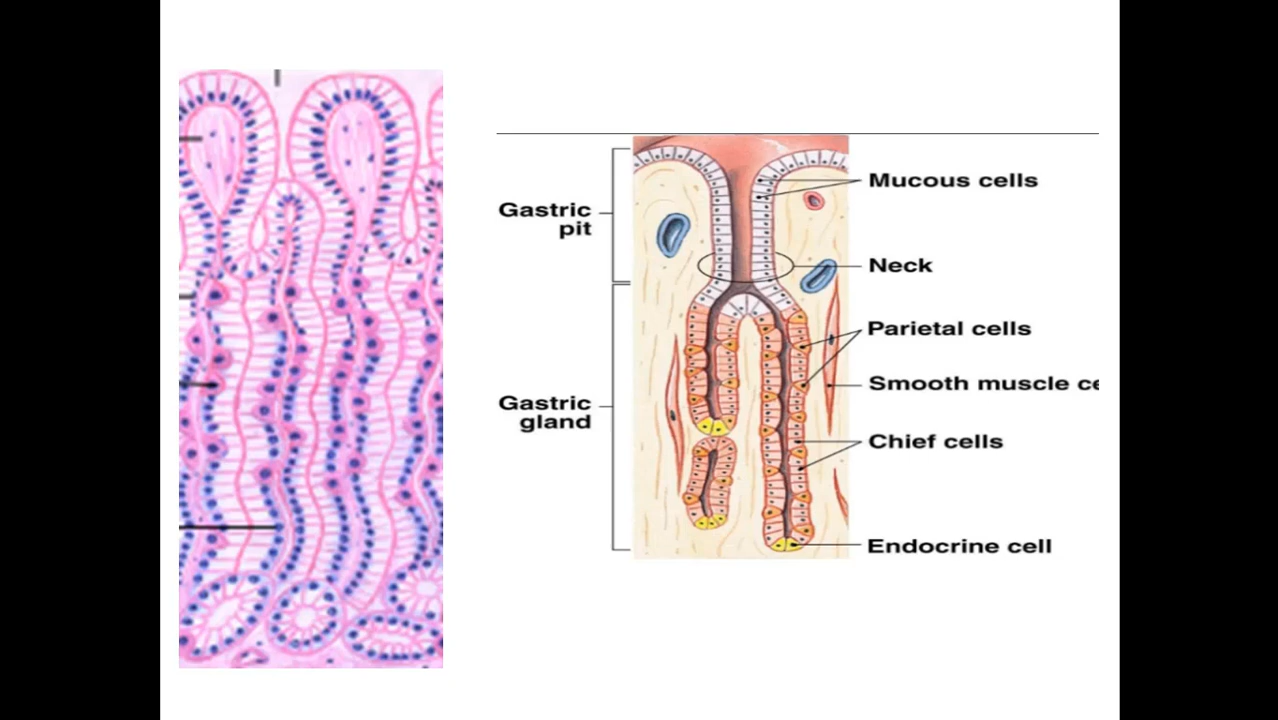 Gastric
pit
Mucous cells
Neck
Parietal cells
Smooth muscle ce
Gastric
gland
Chief cells
Endocrine cell